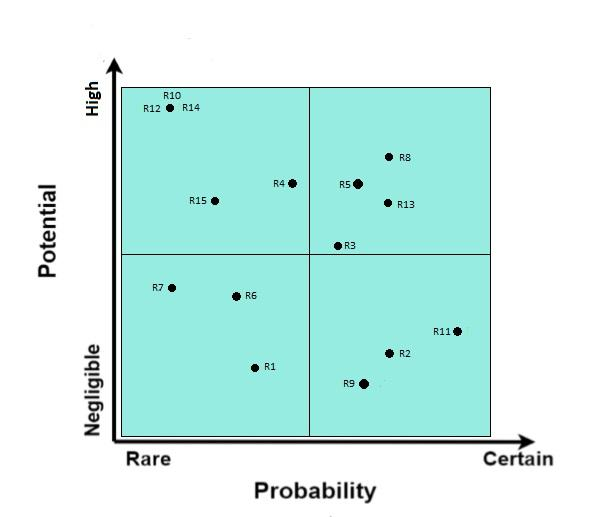 High
Potential
Negligible
R10
R12 R14
R8
R4
R5
R15
R13
R3
R7
R6
R11
R2
R1
R9
Rare
Certain
Probability